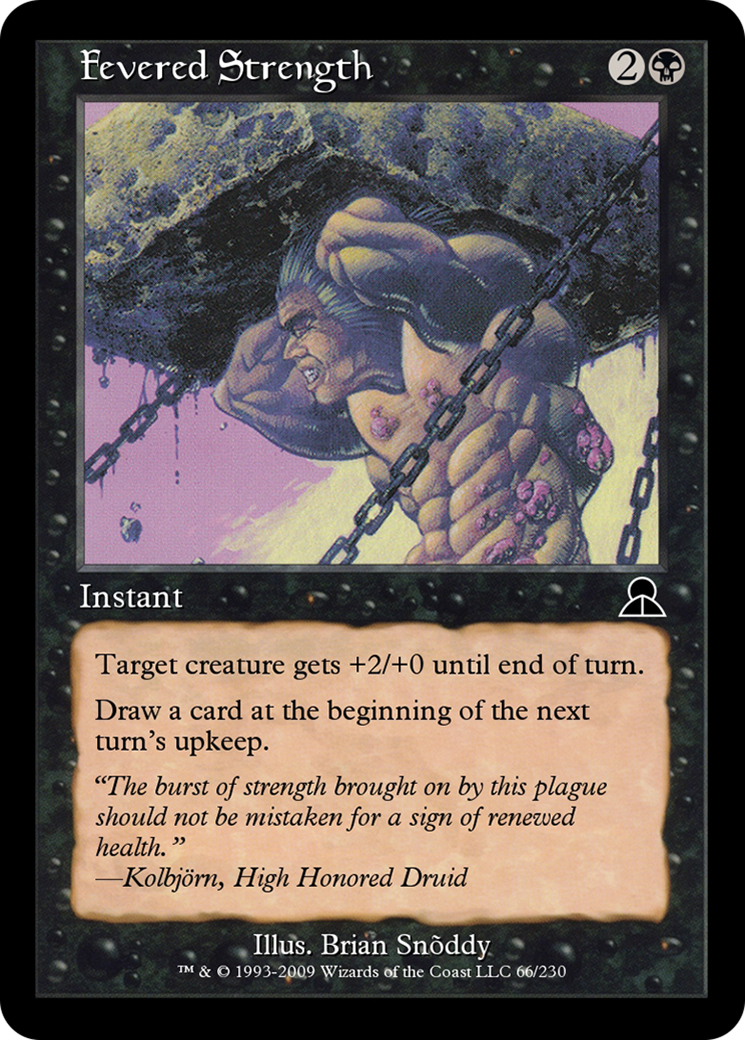 Fevered Strength 2
Instant
Target creature gets +2/+0 until end of turn.
Draw a card at the beginning of the next
turn's upkeep.
“The burst of strength brought on by this plague
should not be mistaken for a sign of renewed
health.”
—Kolbjörn, High Honored Druid
Illus. Brian Snõddy
™ & © 1993-2009 Wizards of the Coast LLC 66/230